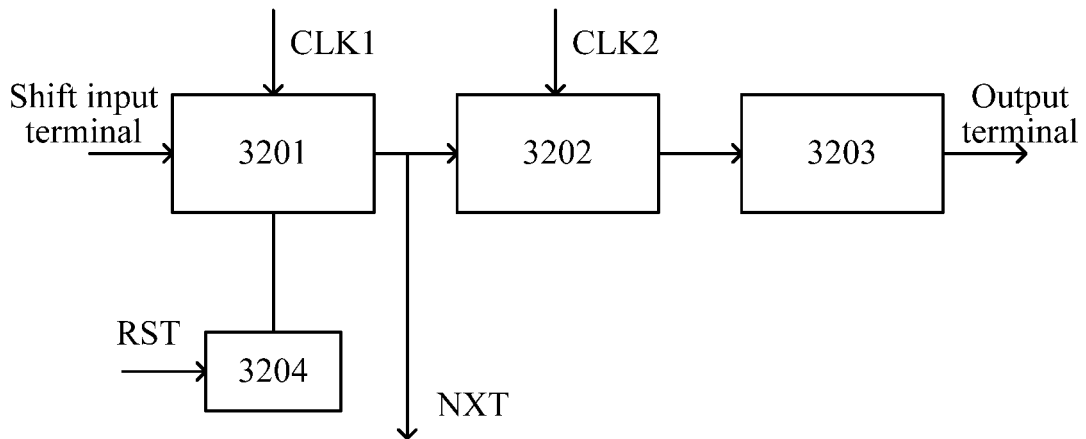 CLK1
CLK2
Shift input
terminal
3201
3202
3203
Output
terminal
RST
3204
NXT